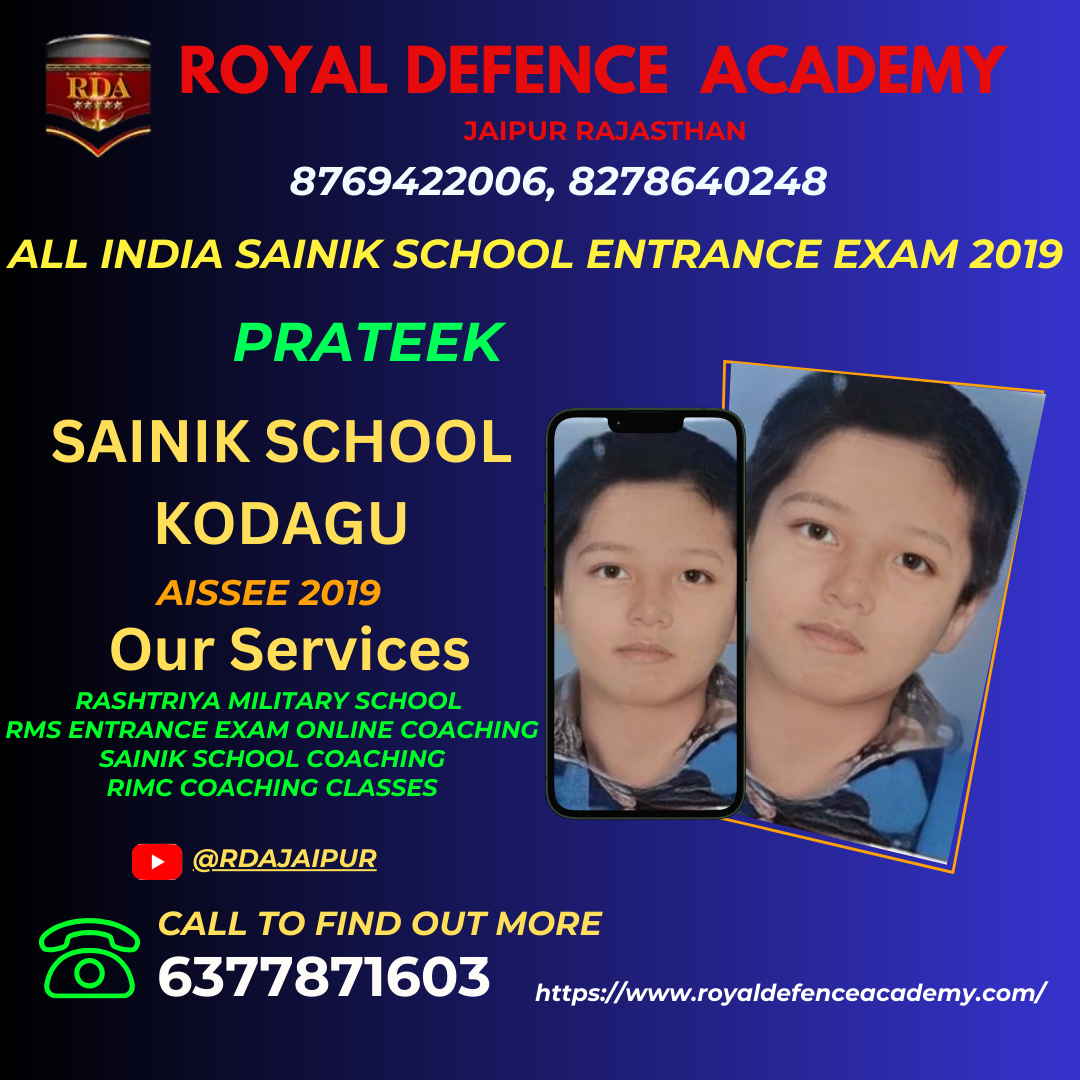 RDA
ROYAL DEFENCE ACADEMY
JAIPUR RAJASTHAN
8769422006, 8278640248
ALL INDIA SAINIK SCHOOL ENTRANCE EXAM 2019
PRATEEK
SAINIK SCHOOL
KODAGU
AISSEE 2019
Our Services
RASHTRIYA MILITARY SCHOOL
RMS ENTRANCE EXAM ONLINE COACHING
SAINIK SCHOOL COACHING
RIMC COACHING CLASSES
@RDAJAIPUR
CALL TO FIND OUT MORE
6377871603
https://www.royaldefenceacademy.com/